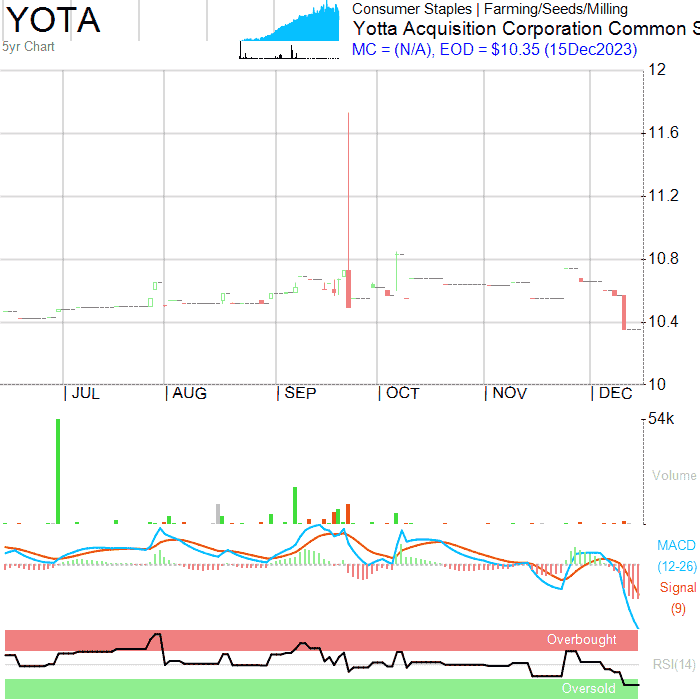 YOTA
5yr Chart
Consumer Staples | Farming/Seeds/Milling
Yotta Acquisition Corporation Common S
MC = (N/A), EOD = $10.35 (15Dec2023)
12
11.6
11.2
10.8
10.4
10
JUL
AUG
SEP
OCT
NOV
DEC
54k
Volume
MACD
(12-26)
Signal
(9)
Overbought
RSI(14)
Oversold